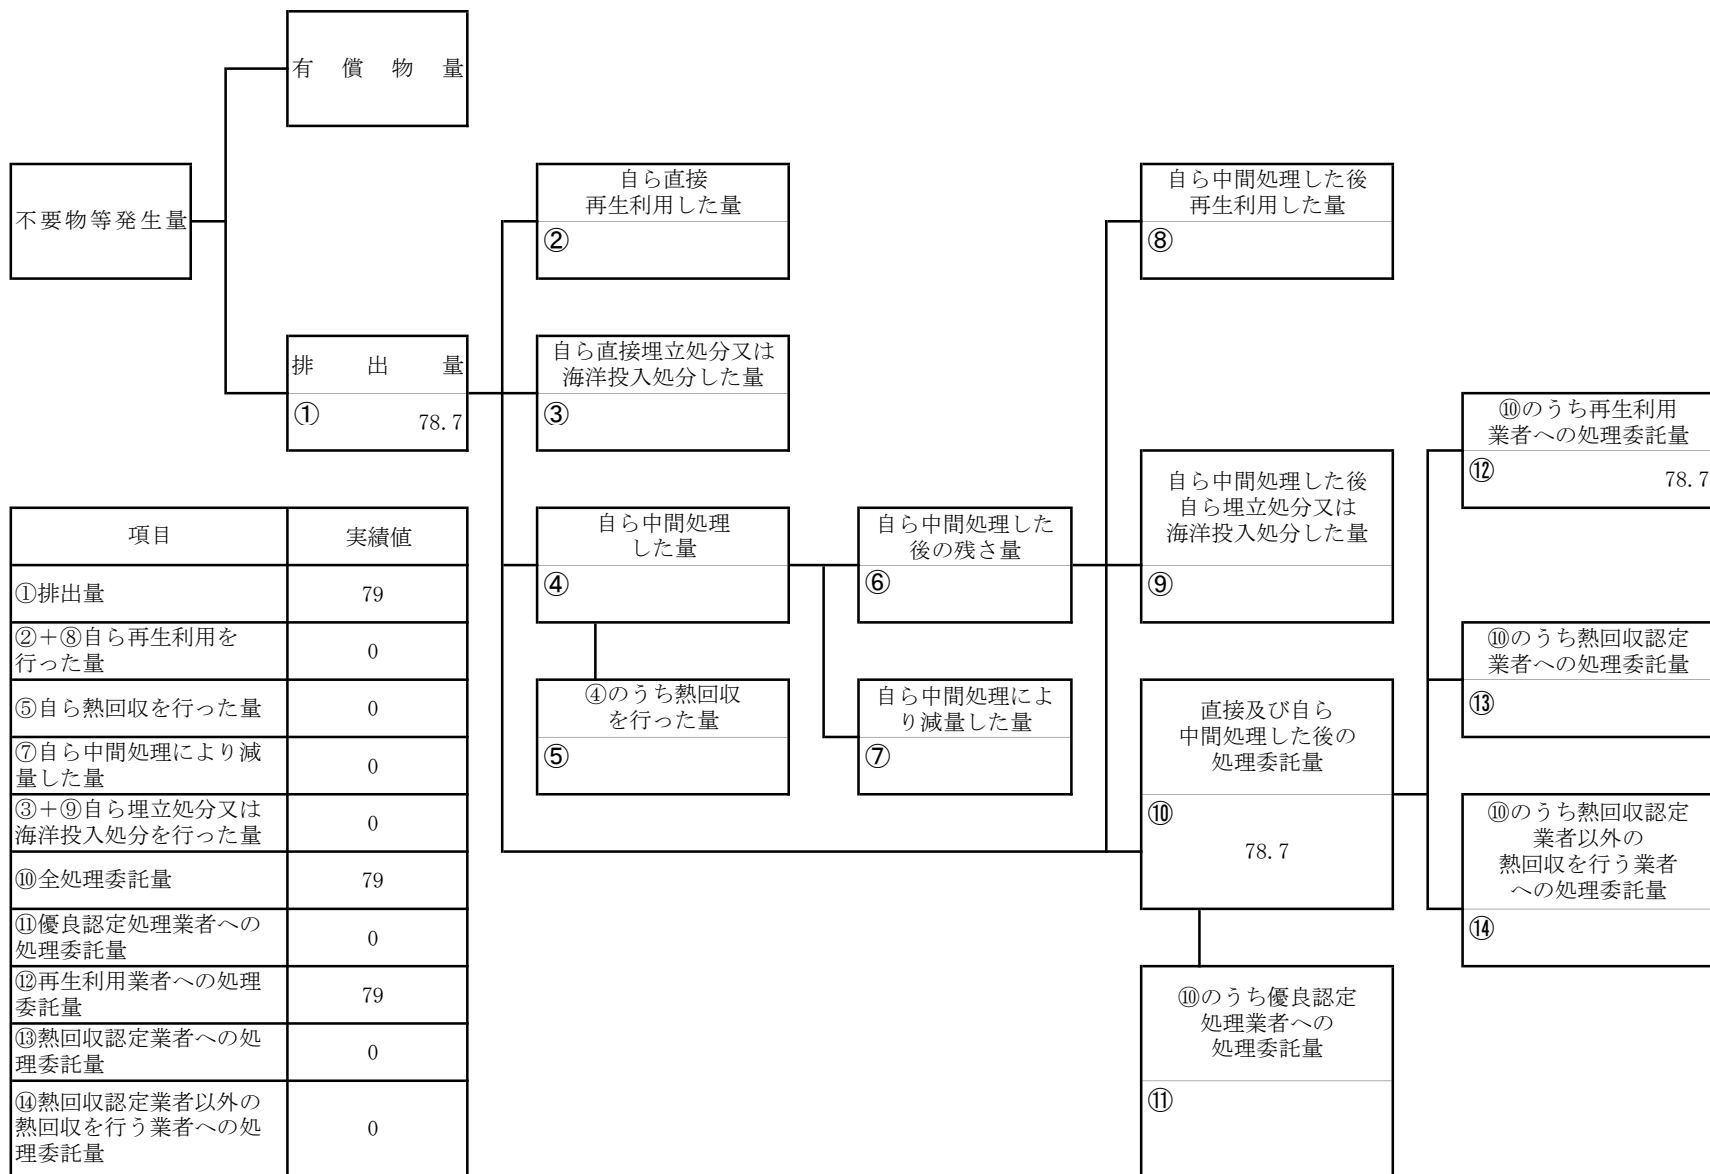 有償物量
不要物等発生量
排出量
①
78.7
自ら直接
再生利用した量
②
自ら直接埋立処分又は
海洋投入処分した量
③
自ら中間処理
した量
④
④のうち熱回収
を行った量
⑤
自ら中間処理した
後の残さ量
⑥
自ら中間処理によ
り減量した量
⑦
自ら中間処理した後
再生利用した量
⑧
自ら中間処理した後
自ら埋立処分又は
海洋投入処分した量
⑨
直接及び自ら
中間処理した後の
処理委託量
⑩
78.7
⑩のうち優良認定
処理業者への
処理委託量
⑪
⑩のうち再生利用
業者への処理委託量
⑫
78.7
⑩のうち熱回収認定
業者への処理委託量
⑬
⑩のうち熱回収認定
業者以外の
熱回収を行う業者
への処理委託量
⑭
項目 実績値
①排出量 79
②+⑧自ら再生利用を
行った量 0
⑤自ら熱回収を行った量 0
⑦自ら中間処理により減
量した量 0
③+⑨自ら埋立処分又は
海洋投入処分を行った量 0
⑩全処理委託量 79
⑪優良認定処理業者への
処理委託量 0
⑫再生利用業者への処理
委託量 79
⑬熱回収認定業者への処
理委託量 0
⑭熱回収認定業者以外の
熱回収を行う業者への処
理委託量 0